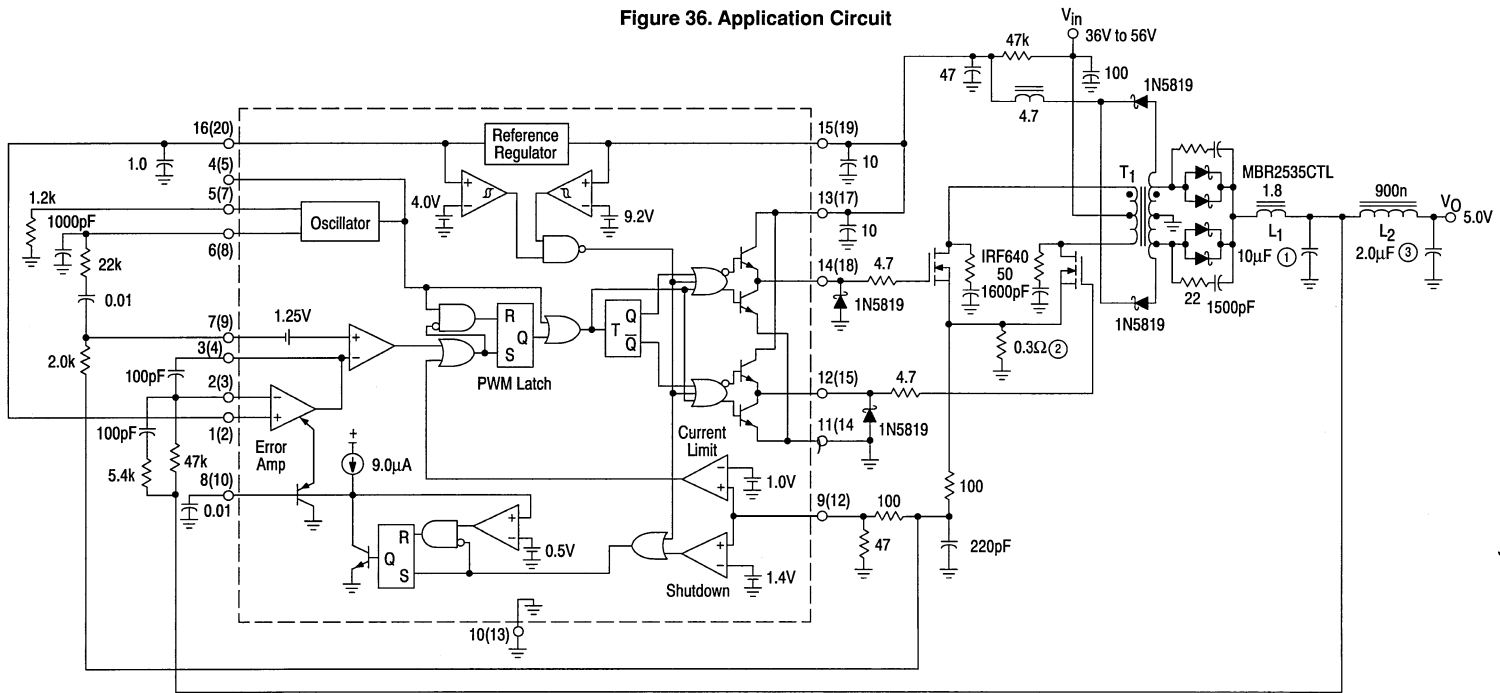 Figure 36. Application Circuit
Vin
36V to 56V
47k
47
100
4.7
1N5819
16(20)
1.0
4(5)
5(7)
1.2k
1000pF
6(8)
22k
0.01
7(9)
3(4)
2.0k
100pF
2(3)
100pF
1(2)
5.4k
47k
8(10)
0.01
Reference
Regulator
4.0V
9.2V
Oscillator
1.25V
+
−
R
Q
S
PWM Latch
T
Q
Q̅
Error
Amp
+
9.0µA
R
Q
S
0.5V
Current
Limit
1.0V
1.4V
Shutdown
10(13)
15(19)
10
13(17)
10
14(18)
4.7
1N5819
12(15)
4.7
11(14
)
1N5819
9(12)
100
47
100
220pF
IRF640
50
1600pF
0.3Ω②
T1
MBR2535CTL
1.8
L1
10µF ①
22
1500pF
1N5819
900n
L2
2.0µF ③
VO
5.0V